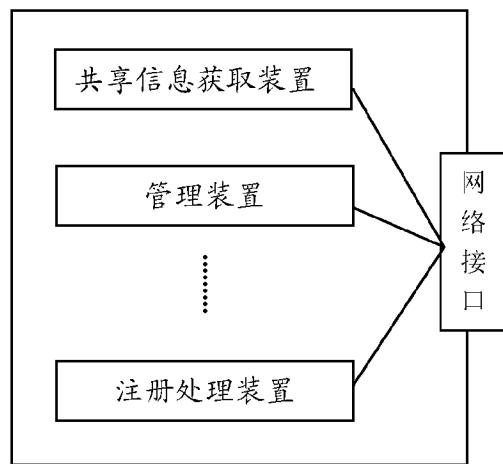 共享信息获取装置
管理装置
注册处理装置
网络接口